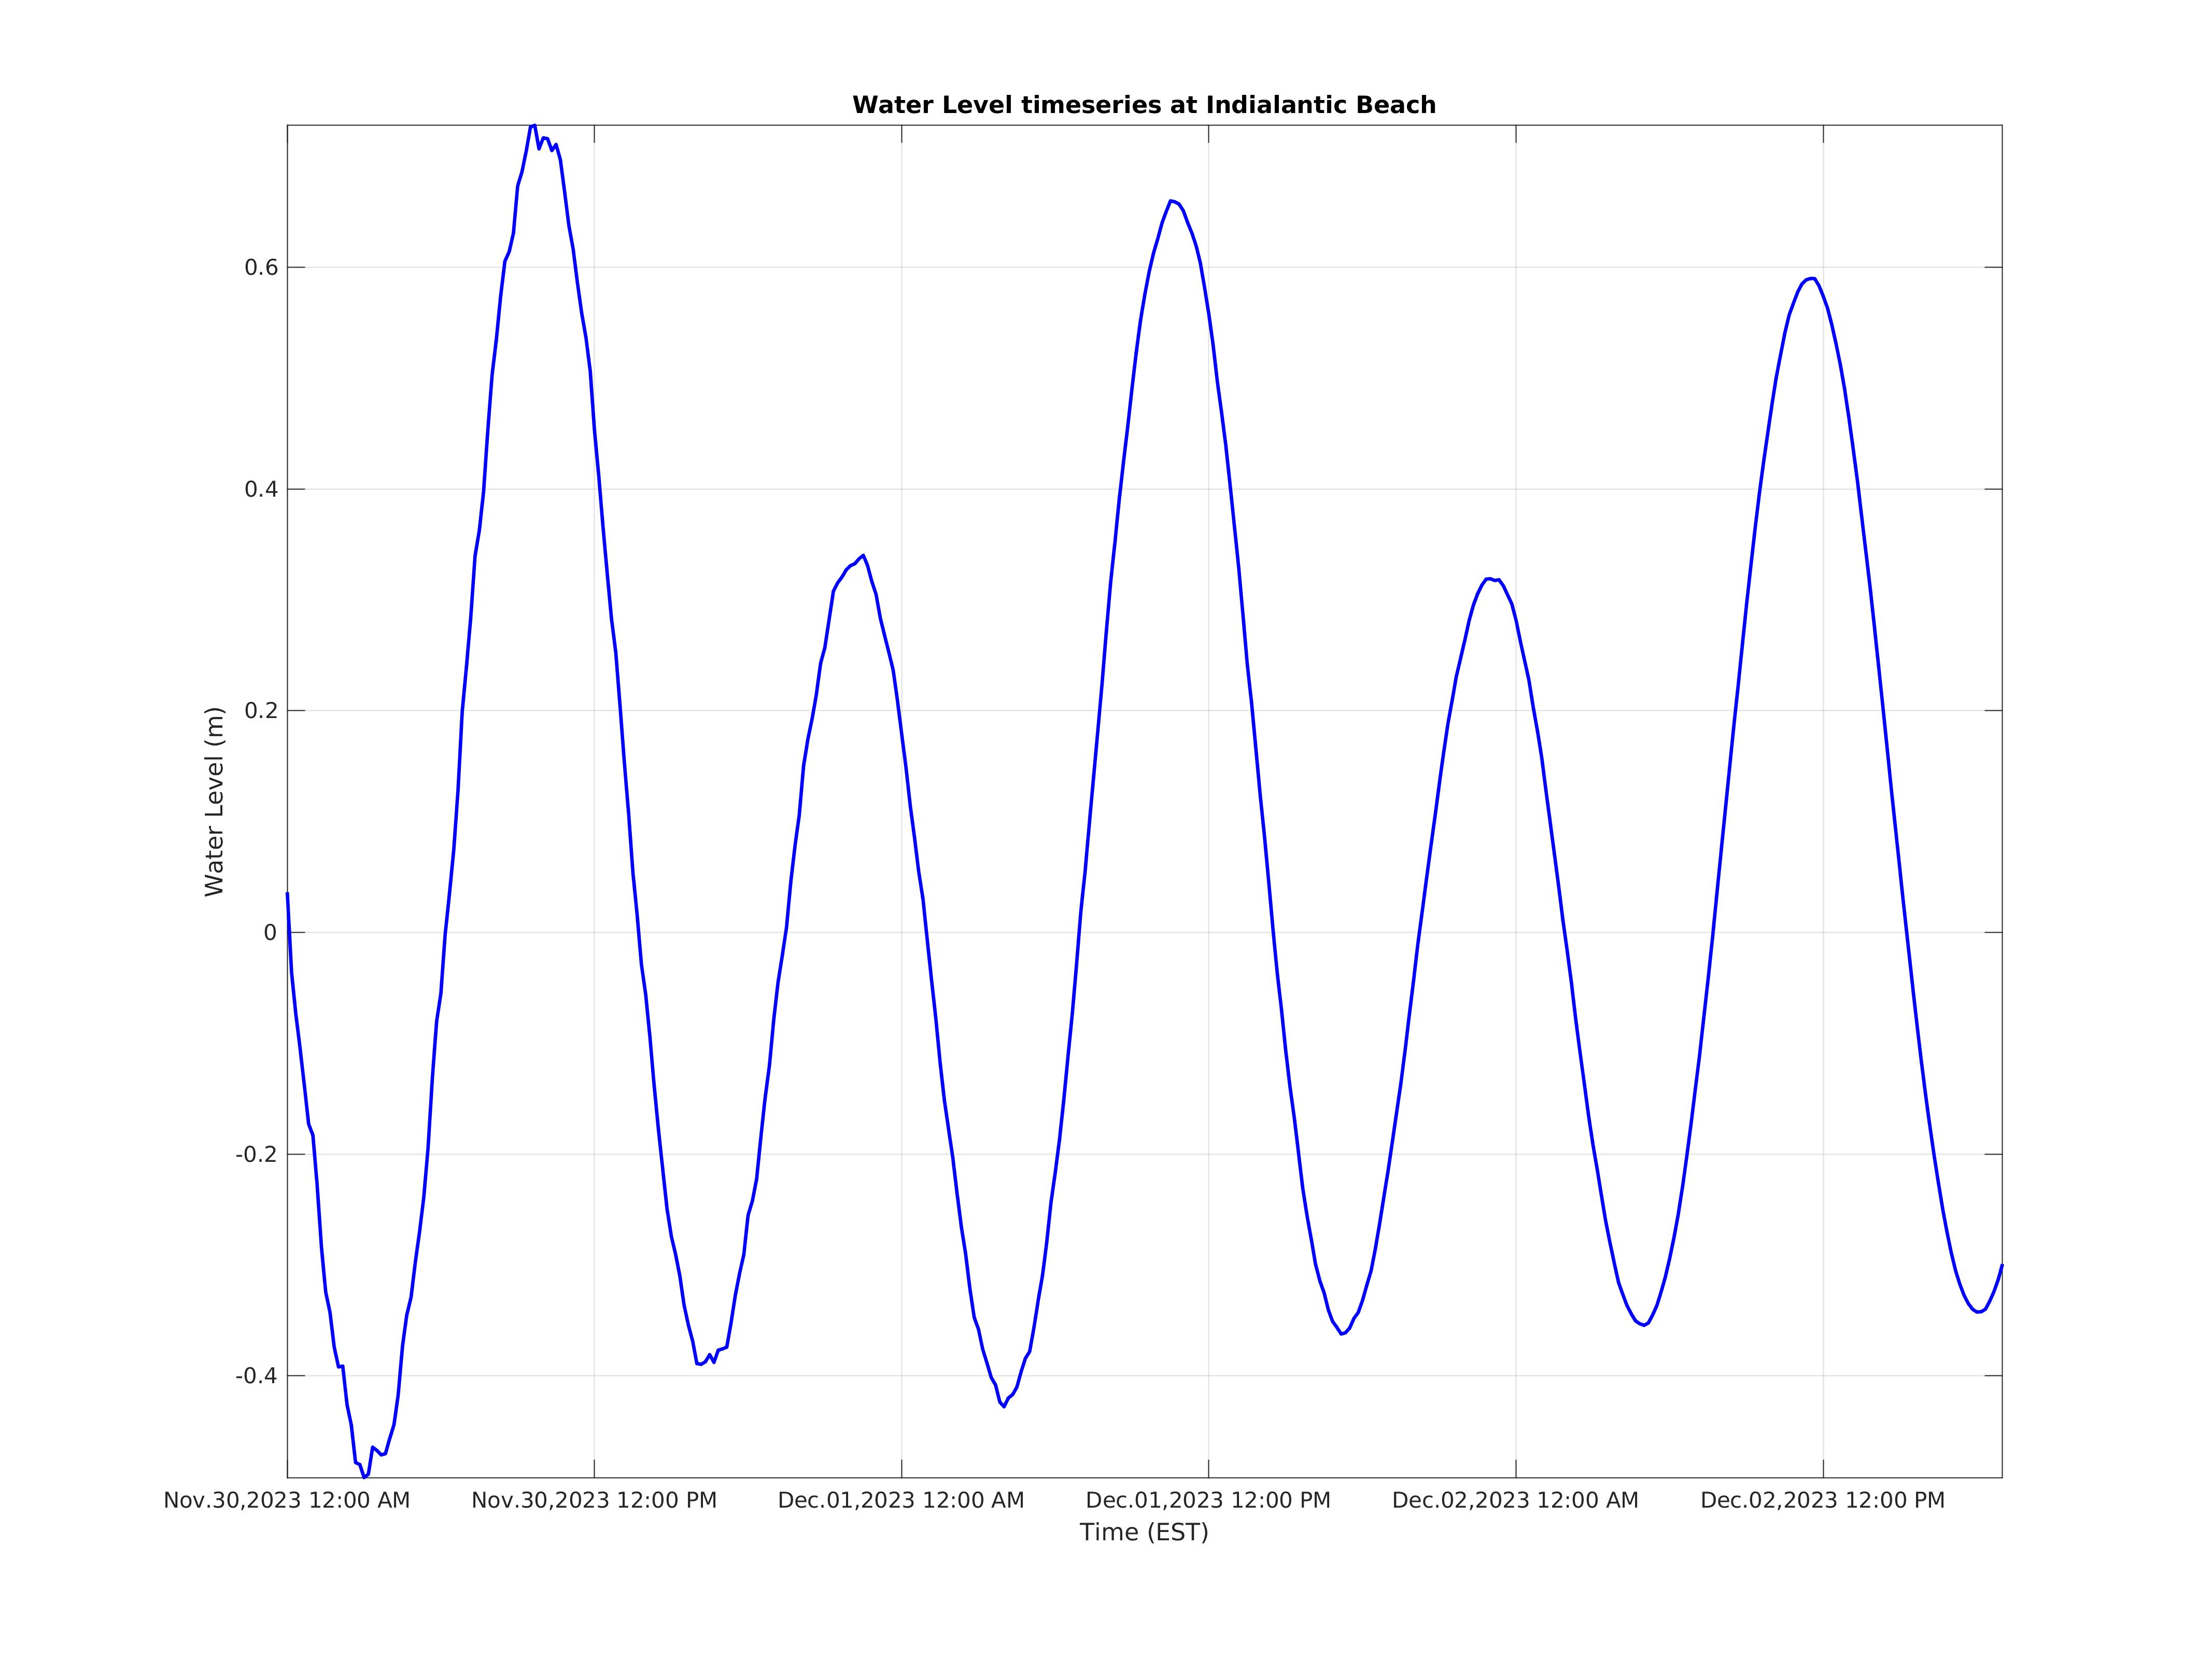 Water Level timeseries at Indialantic Beach
0.6
0.4
0.2
0
-0.2
-0.4
Water Level (m)
Nov.30,2023 12:00 AM
Nov.30,2023 12:00 PM
Dec.01,2023 12:00 AM
Dec.01,2023 12:00 PM
Dec.02,2023 12:00 AM
Dec.02,2023 12:00 PM
Time (EST)